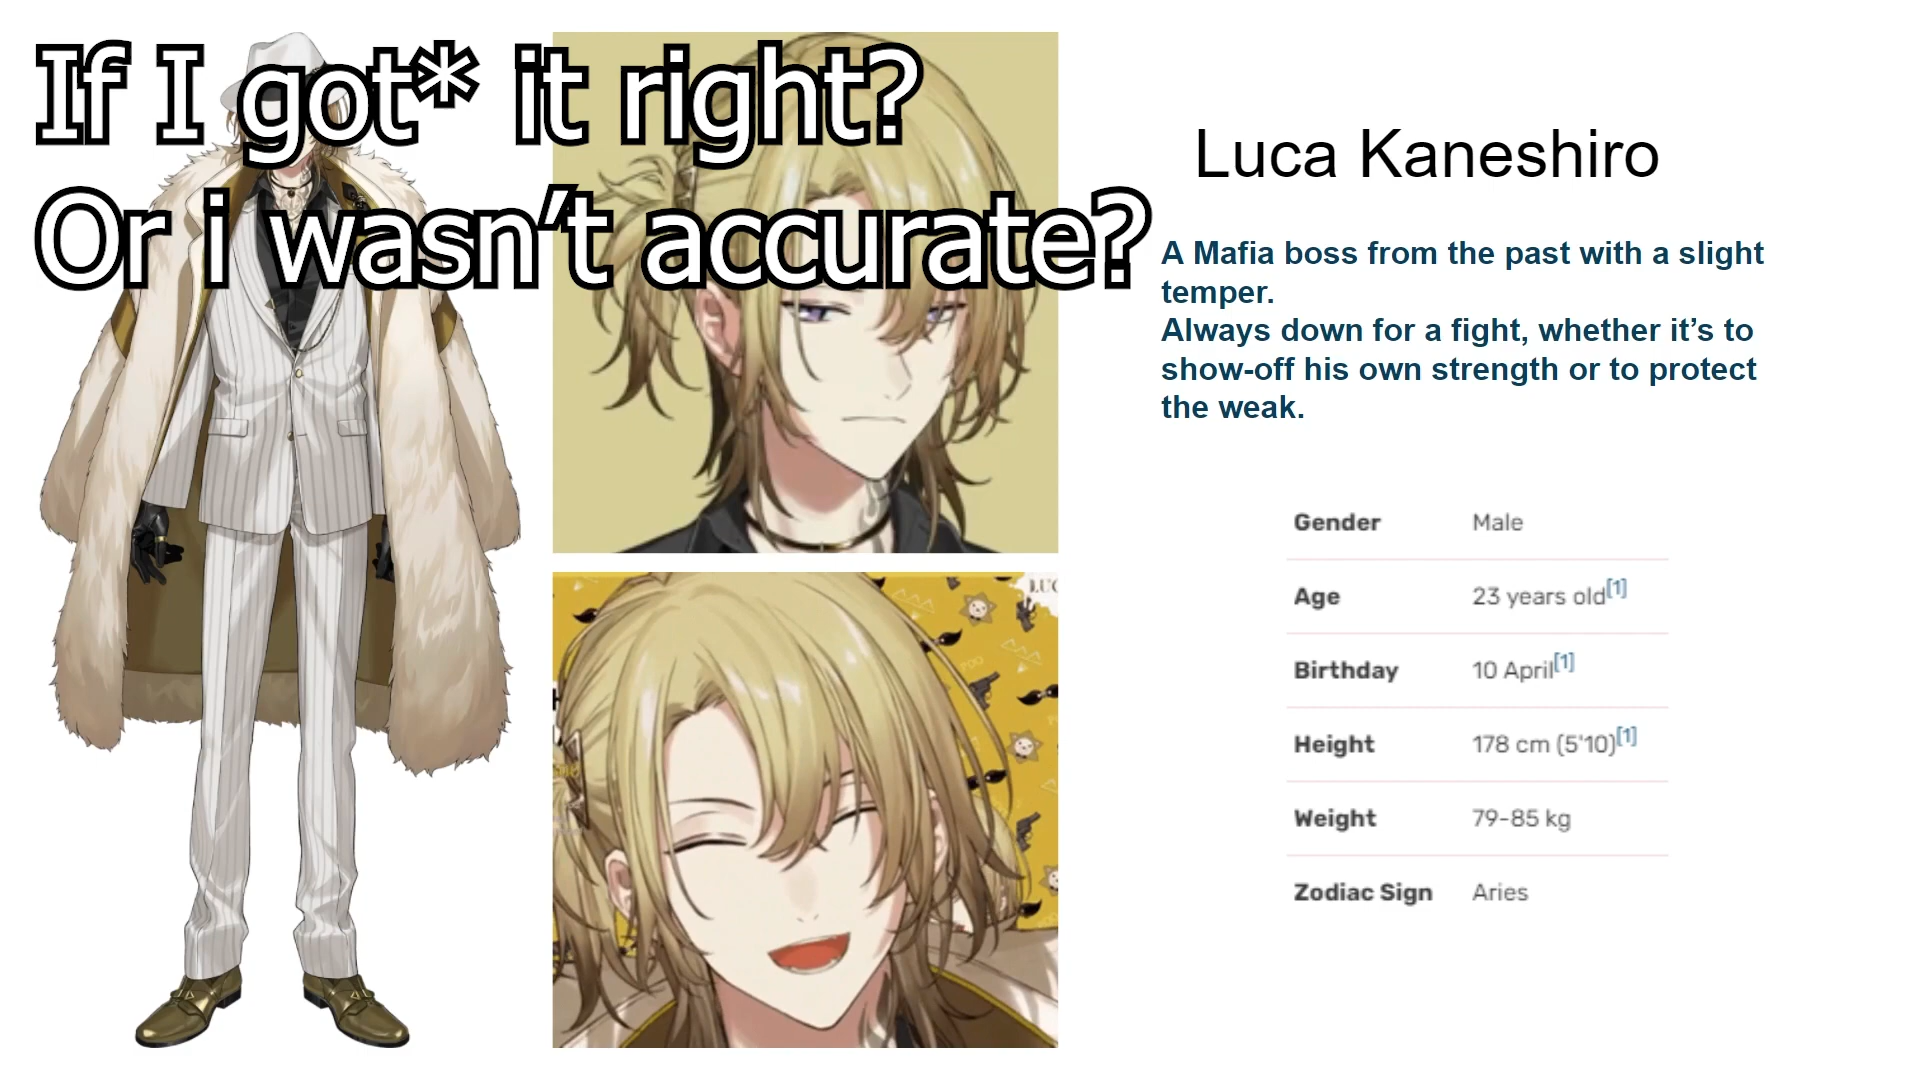 If I got* it right?
Or i wasn't accurate?
Luca Kaneshiro
A Mafia boss from the past with a slight
temper.
Always down for a fight, whether it's to
show-off his own strength or to protect
the weak.
Gender Male
Age 23 years old[1]
Birthday 10 April[1]
Height 178 cm (5'10)[1]
Weight 79-85 kg
Zodiac Sign Aries